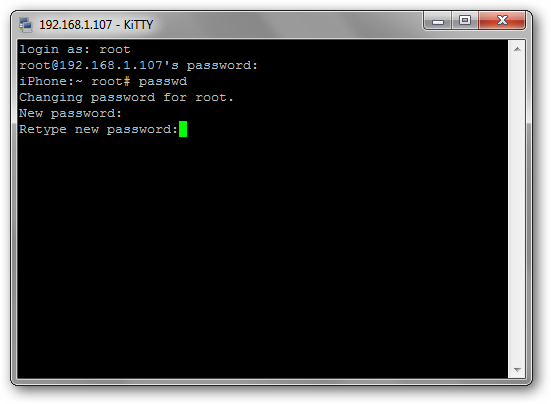 192.168.1.107 - KiTTY
login as: root
root@192.168.1.107's password:
iPhone:~ root# passwd
Changing password for root.
New password:
Retype new password: